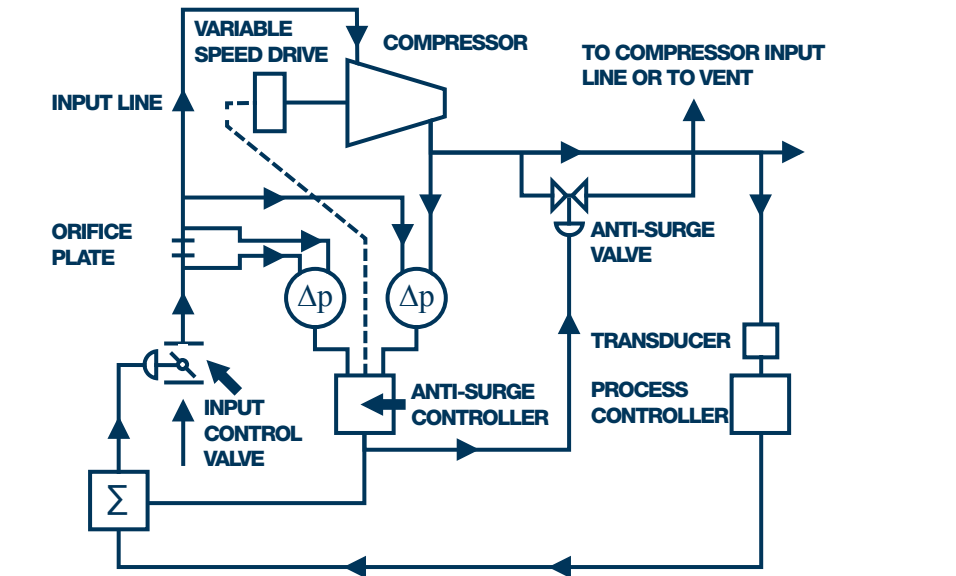 VARIABLE
SPEED DRIVE
COMPRESSOR
TO COMPRESSOR INPUT
LINE OR TO VENT
INPUT LINE
ORIFICE
PLATE
ANTI-SURGE
VALVE
Δp
Δp
TRANSDUCER
PROCESS
CONTROLLER
ANTI-SURGE
CONTROLLER
INPUT
CONTROL
VALVE
Σ